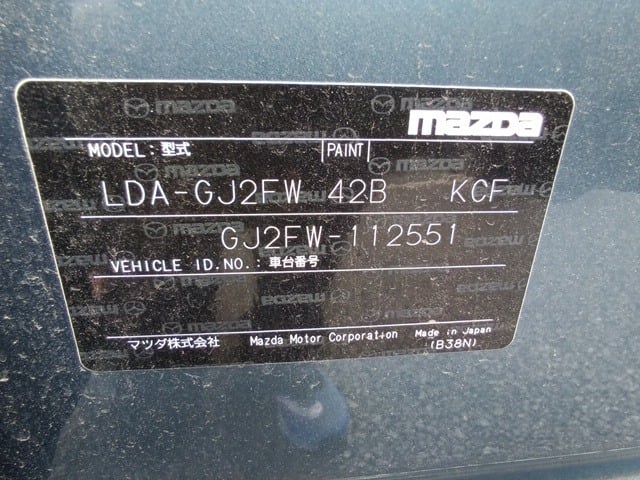 mazda
MODEL: 型式 PAINT
LDA-GJ2FW 42B KCF
GJ2FW-112551
VEHICLE ID.NO.: 車台番号
マツダ株式会社 Mazda Motor Corporation Made in Japan
(B38N)